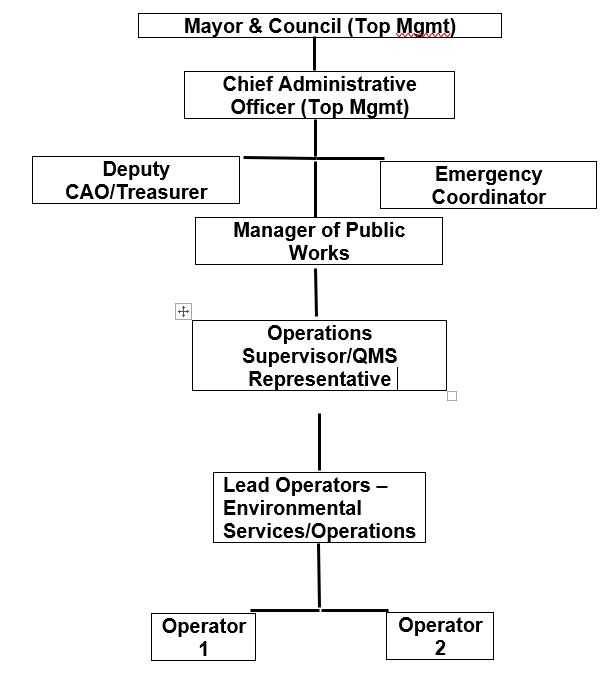 Mayor & Council (Top Mgmt)
Chief Administrative
Officer (Top Mgmt)
Deputy
CAO/Treasurer
Emergency
Coordinator
Manager of Public
Works
Operations
Supervisor/QMS
Representative
Lead Operators –
Environmental
Services/Operations
Operator
1
Operator
2